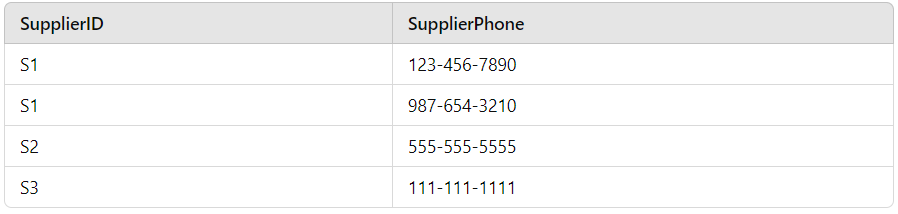 SupplierID SupplierPhone
S1 123-456-7890
S1 987-654-3210
S2 555-555-5555
S3 111-111-1111